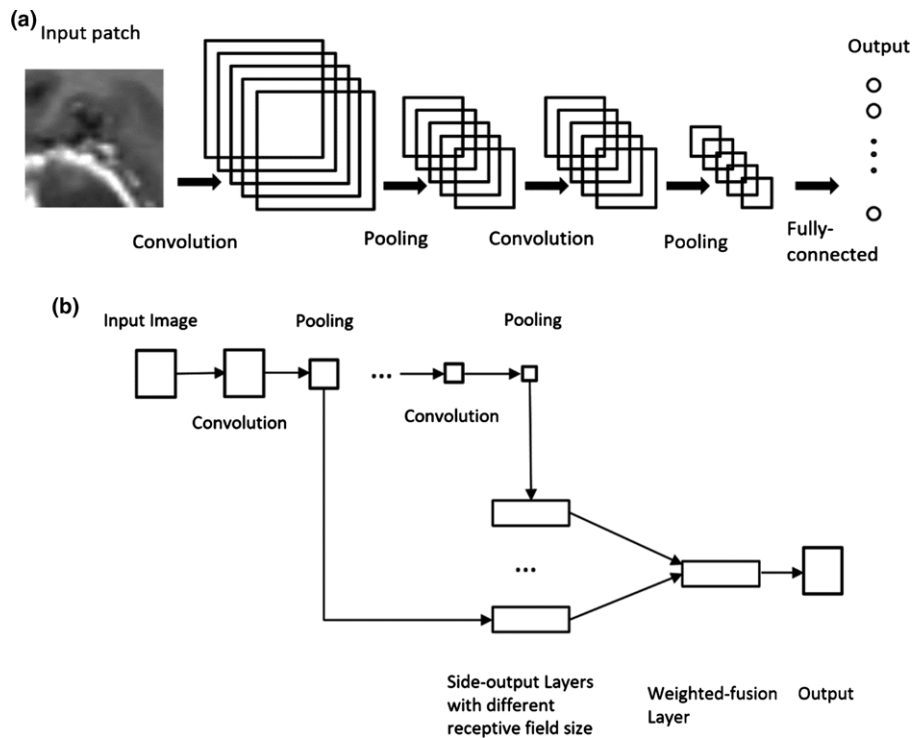 (a)
Input patch
Output
Convolution
Pooling
Convolution
Pooling
Fully-
connected
(b)
Input Image
Pooling
Pooling
...
Convolution
Convolution
...
Side-output Layers
with different
receptive field size
Weighted-fusion
Layer
Output